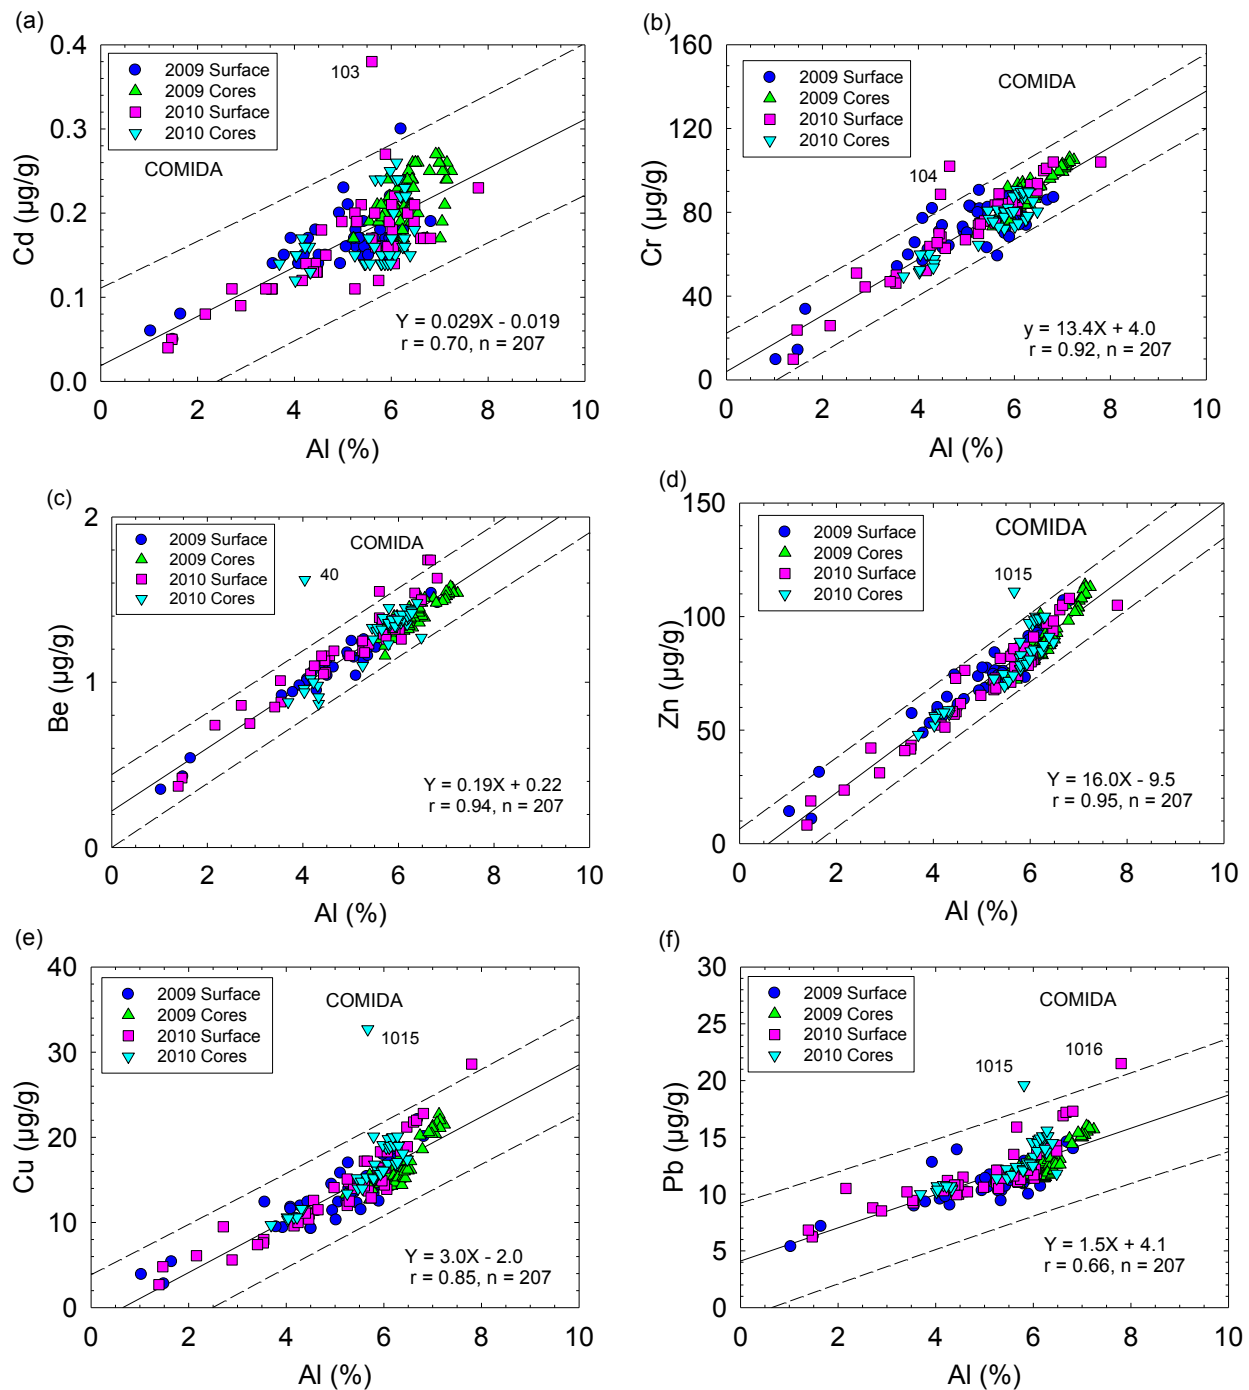 (a)
0.4
0.3
0.2
0.1
0.0
Cd (µg/g)
2009 Surface
2009 Cores
2010 Surface
2010 Cores
103
COMIDA
Y = 0.029X - 0.019
r = 0.70, n = 207
0 2 4 6 8 10
Al (%)
(b)
160
120
80
40
0
Cr (µg/g)
2009 Surface
2009 Cores
2010 Surface
2010 Cores
COMIDA
104
y = 13.4X + 4.0
r = 0.92, n = 207
0 2 4 6 8 10
Al (%)
(c)
2
1
0
Be (µg/g)
2009 Surface
2009 Cores
2010 Surface
2010 Cores
COMIDA
40
Y = 0.19X + 0.22
r = 0.94, n = 207
0 2 4 6 8 10
Al (%)
(d)
150
100
50
0
Zn (µg/g)
2009 Surface
2009 Cores
2010 Surface
2010 Cores
COMIDA
1015
Y = 16.0X - 9.5
r = 0.95, n = 207
0 2 4 6 8 10
Al (%)
(e)
40
30
20
10
0
Cu (µg/g)
2009 Surface
2009 Cores
2010 Surface
2010 Cores
COMIDA
1015
Y = 3.0X - 2.0
r = 0.85, n = 207
0 2 4 6 8 10
Al (%)
(f)
30
25
20
15
10
5
0
Pb (µg/g)
2009 Surface
2009 Cores
2010 Surface
2010 Cores
COMIDA
1015
1016
Y = 1.5X + 4.1
r = 0.66, n = 207
0 2 4 6 8 10
Al (%)